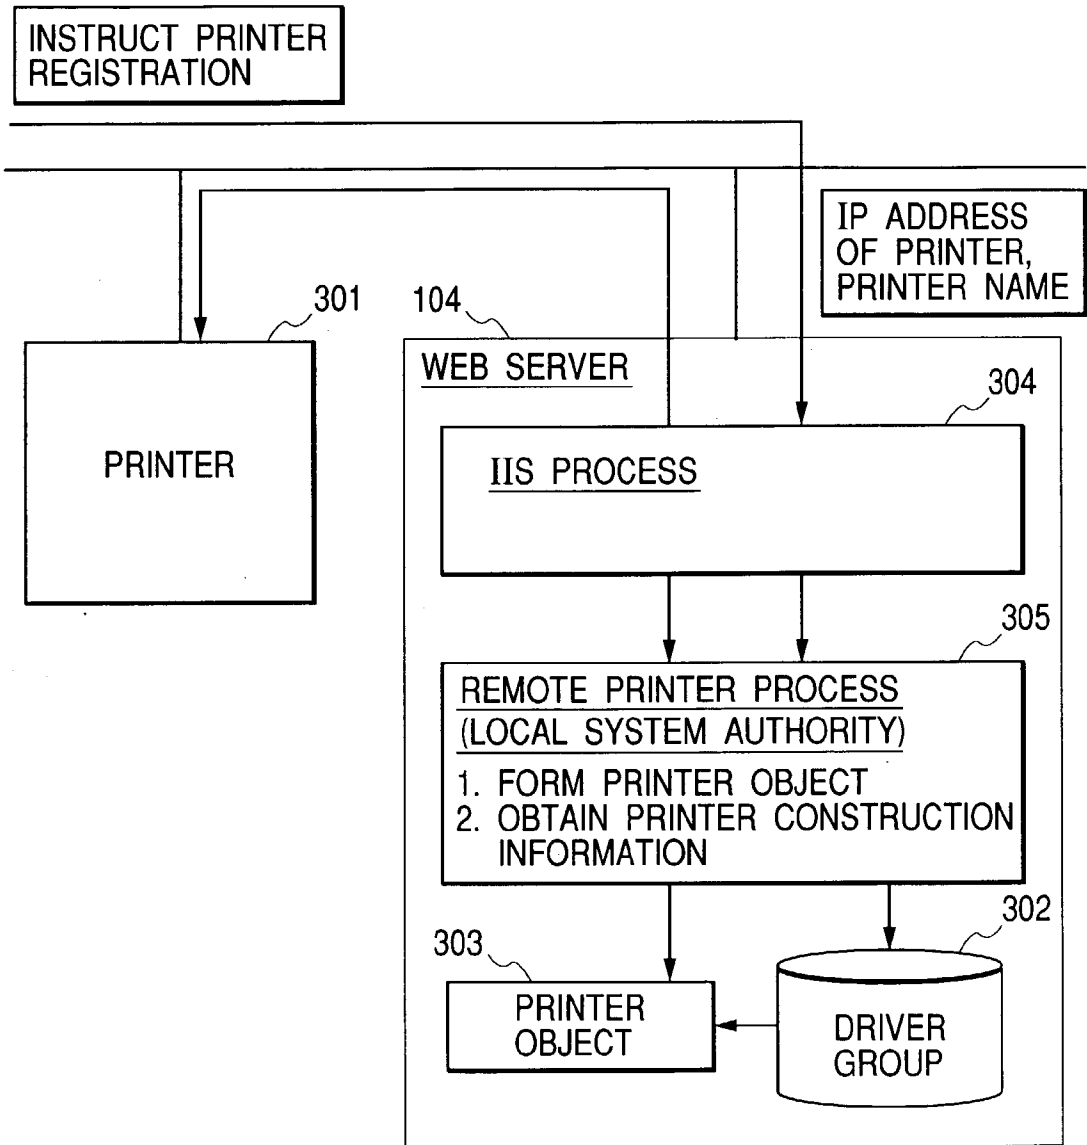 INSTRUCT PRINTER
REGISTRATION
IP ADDRESS
OF PRINTER,
PRINTER NAME
301
104
PRINTER
WEB SERVER
304
IIS PROCESS
305
REMOTE PRINTER PROCESS
(LOCAL SYSTEM AUTHORITY)
1. FORM PRINTER OBJECT
2. OBTAIN PRINTER CONSTRUCTION
INFORMATION
303
302
PRINTER
OBJECT
DRIVER
GROUP